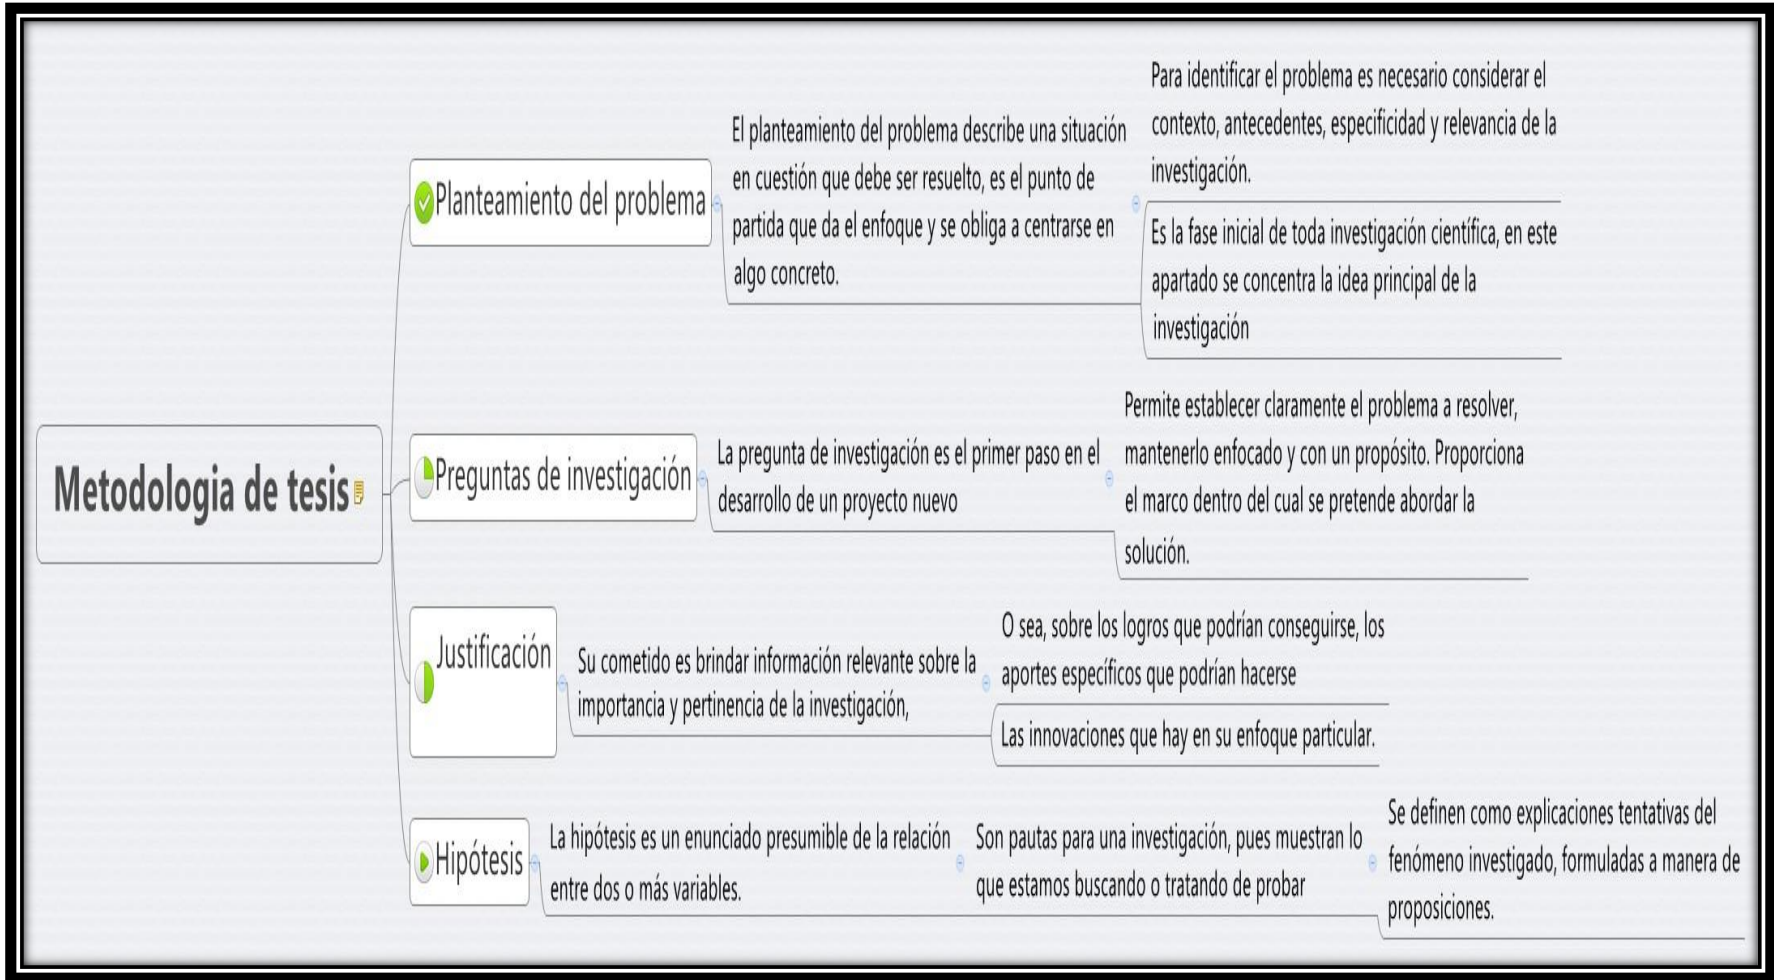 Metodologia de tesis
Planteamiento del problema
El planteamiento del problema describe una situación
en cuestión que debe ser resuelto, es el punto de
partida que da el enfoque y se obliga a centrarse en
algo concreto.
Para identificar el problema es necesario considerar el
contexto, antecedentes, especificidad y relevancia de la
investigación.
Es la fase inicial de toda investigación científica, en este
apartado se concentra la idea principal de la
investigación
Preguntas de investigación
La pregunta de investigación es el primer paso en el
desarrollo de un proyecto nuevo
Permite establecer claramente el problema a resolver,
mantenerlo enfocado y con un propósito. Proporciona
el marco dentro del cual se pretende abordar la
solución.
Justificación
Su cometido es brindar información relevante sobre la
importancia y pertinencia de la investigación,
O sea, sobre los logros que podrían conseguirse, los
aportes específicos que podrían hacerse
Las innovaciones que hay en su enfoque particular.
Hipótesis
La hipótesis es un enunciado presumible de la relación
entre dos o más variables.
Son pautas para una investigación, pues muestran lo
que estamos buscando o tratando de probar
Se definen como explicaciones tentativas del
fenómeno investigado, formuladas a manera de
proposiciones.